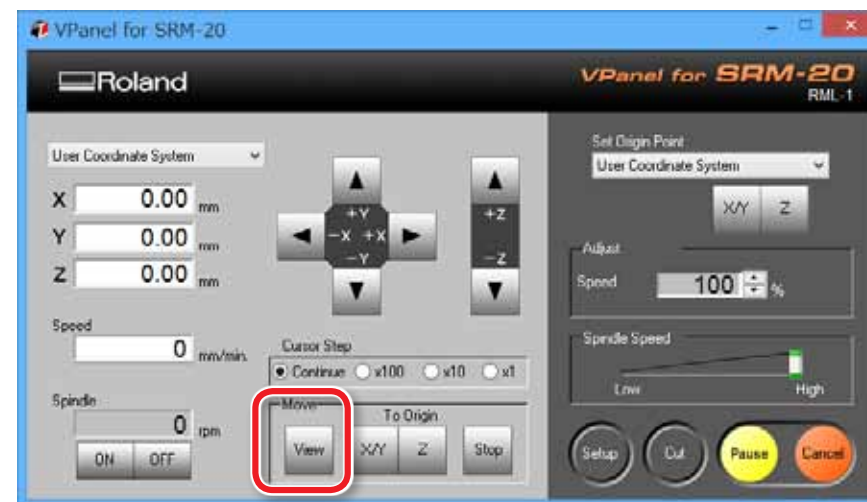 VPanel for SRM-20
Roland
VPanel for SRM-20
RML-1
User Coordinate System
X 0.00 mm
Y 0.00 mm
Z 0.00 mm
Speed
0 mm/min.
Spindle
0 rpm
ON OFF
+Y
-X +X
-Y
+Z
-Z
Cursor Step
Continue x100 x10 x1
Move
To Origin
View X/Y Z Stop
Set Origin Point
User Coordinate System
X/Y Z
Adjust
Speed 100 %
Spindle Speed
Low High
Setup Cut Pause Cancel